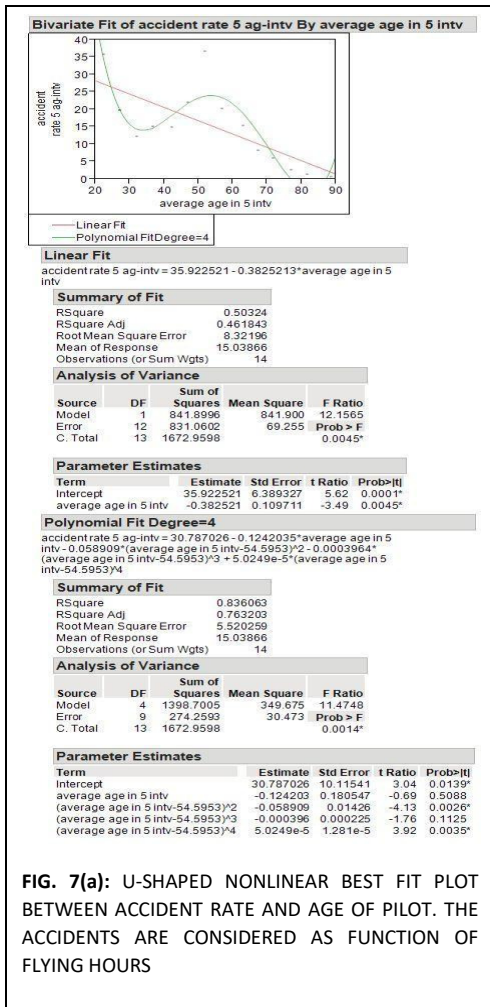 Bivariate Fit of accident rate 5 ag-intv By average age in 5 intv
40
35
30
25
20
15
10
5
0
accident
rate 5 ag-intv
20 30 40 50 60 70 80 90
average age in 5 intv
Linear Fit
Polynomial Fit Degree=4
Linear Fit
accident rate 5 ag-intv = 35.922521 - 0.3825213*average age in 5
intv
Summary of Fit
RSquare 0.50324
RSquare Adj 0.461843
Root Mean Square Error 8.32196
Mean of Response 15.03866
Observations (or Sum Wgts) 14
Analysis of Variance
Sum of
Source DF Squares Mean Square F Ratio
Model 1 841.8996 841.900 12.1565
Error 12 831.0602 69.255 Prob > F
C. Total 13 1672.9598 0.0045*
Parameter Estimates
Term Estimate Std Error t Ratio Prob>|t|
Intercept 35.922521 6.389327 5.62 0.0001*
average age in 5 intv -0.382521 0.109711 -3.49 0.0045*
Polynomial Fit Degree=4
accident rate 5 ag-intv = 30.787026 - 0.1242035*average age in 5
intv - 0.058909*(average age in 5 intv-54.5953)^2 - 0.0003964*
(average age in 5 intv-54.5953)^3 + 5.0249e-5*(average age in 5
intv-54.5953)^4
Summary of Fit
RSquare 0.836063
RSquare Adj 0.763203
Root Mean Square Error 5.520259
Mean of Response 15.03866
Observations (or Sum Wgts) 14
Analysis of Variance
Sum of
Source DF Squares Mean Square F Ratio
Model 4 1398.7005 349.675 11.4748
Error 9 274.2593 30.473 Prob > F
C. Total 13 1672.9598 0.0014*
Parameter Estimates
Term Estimate Std Error t Ratio Prob>|t|
Intercept 30.787026 10.11541 3.04 0.0139*
average age in 5 intv -0.124203 0.180547 -0.69 0.5088
(average age in 5 intv-54.5953)^2 -0.058909 0.01426 -4.13 0.0026*
(average age in 5 intv-54.5953)^3 -0.000396 0.000225 -1.76 0.1125
(average age in 5 intv-54.5953)^4 5.0249e-5 1.281e-5 3.92 0.0035*
FIG. 7(a): U-SHAPED NONLINEAR BEST FIT PLOT
BETWEEN ACCIDENT RATE AND AGE OF PILOT. THE
ACCIDENTS ARE CONSIDERED AS FUNCTION OF
FLYING HOURS